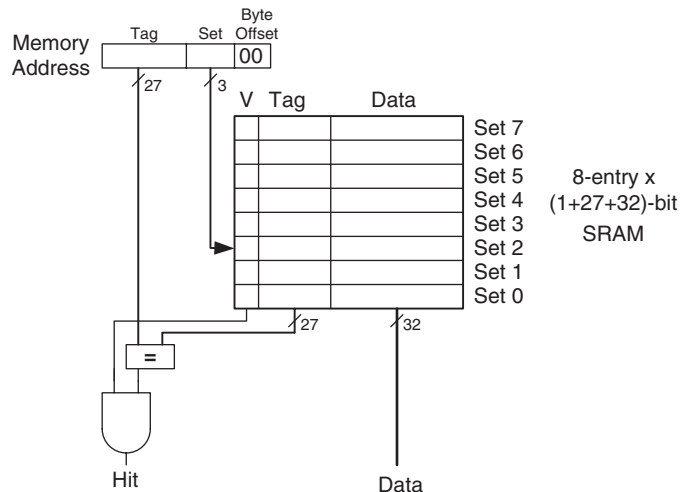 Byte
Tag Set Offset
Memory
Address
00
27 3
V Tag Data
Set 7
Set 6
Set 5
Set 4
Set 3
Set 2
Set 1
Set 0
8-entry x
(1+27+32)-bit
SRAM
27 32
=
Hit Data